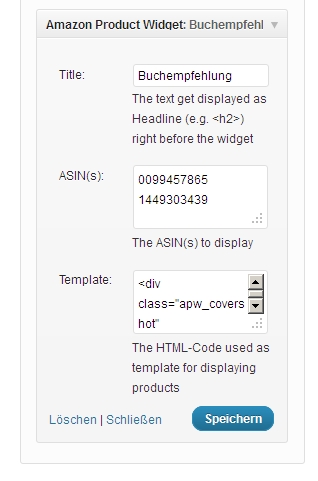 Amazon Product Widget: Buchempfehl
Title:
Buchempfehlung
The text get displayed as
Headline (e.g. <h2>)
right before the widget
ASIN(s):
0099457865
1449303439
The ASIN(s) to display
Template:
<div
class="apw_covers
hot"
The HTML-Code used as
template for displaying
products
Löschen | Schließen
Speichern